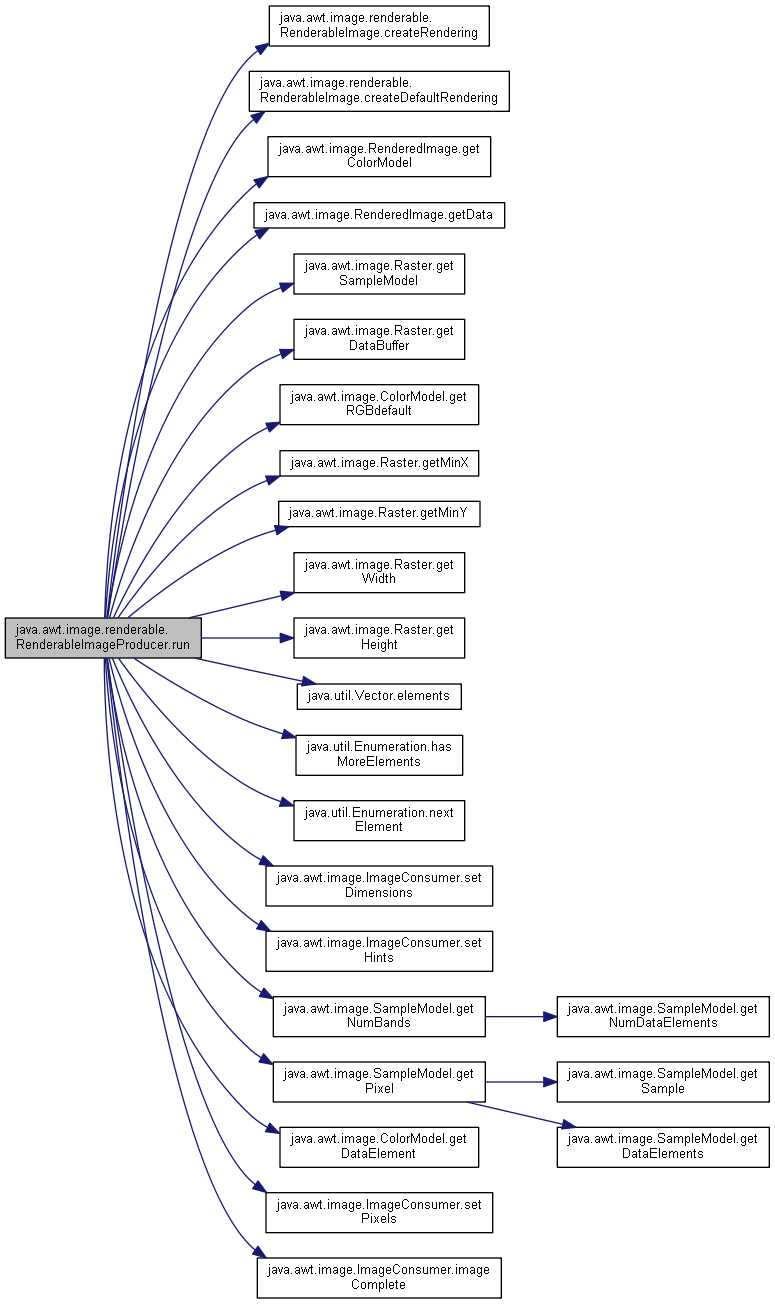 java.awt.image.renderable.
RenderableImage.createRendering
java.awt.image.renderable.
RenderableImage.createDefaultRendering
java.awt.image.RenderedImage.get
ColorModel
java.awt.image.RenderedImage.getData
java.awt.image.Raster.get
SampleModel
java.awt.image.Raster.get
DataBuffer
java.awt.image.ColorModel.get
RGBdefault
java.awt.image.Raster.getMinX
java.awt.image.Raster.getMinY
java.awt.image.Raster.get
Width
java.awt.image.renderable.
RenderableImageProducer.run
java.awt.image.Raster.get
Height
java.util.Vector.elements
java.util.Enumeration.has
MoreElements
java.util.Enumeration.next
Element
java.awt.image.ImageConsumer.set
Dimensions
java.awt.image.ImageConsumer.set
Hints
java.awt.image.SampleModel.get
NumBands
java.awt.image.SampleModel.get
NumDataElements
java.awt.image.SampleModel.get
Pixel
java.awt.image.SampleModel.get
Sample
java.awt.image.ColorModel.get
DataElement
java.awt.image.SampleModel.get
DataElements
java.awt.image.ImageConsumer.set
Pixels
java.awt.image.ImageConsumer.image
Complete